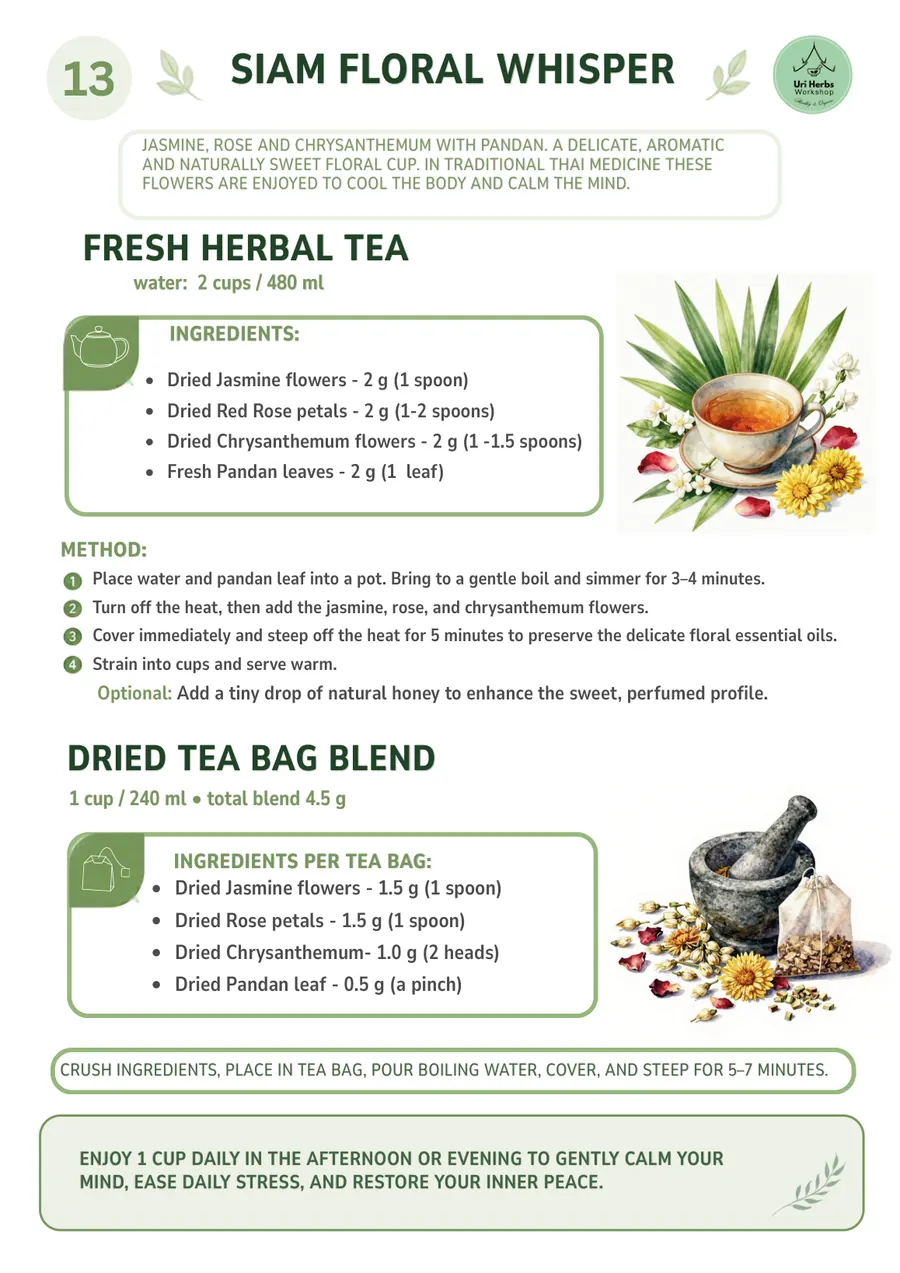 13
SIAM FLORAL WHISPER
Uri Herbs
Workshop
JASMINE, ROSE AND CHRYSANTHEMUM WITH PANDAN. A DELICATE, AROMATIC
AND NATURALLY SWEET FLORAL CUP. IN TRADITIONAL THAI MEDICINE THESE
FLOWERS ARE ENJOYED TO COOL THE BODY AND CALM THE MIND.
FRESH HERBAL TEA
water: 2 cups / 480 ml
INGREDIENTS:
• Dried Jasmine flowers - 2 g (1 spoon)
• Dried Red Rose petals - 2 g (1-2 spoons)
• Dried Chrysanthemum flowers - 2 g (1 -1.5 spoons)
• Fresh Pandan leaves - 2 g (1 leaf)
METHOD:
1 Place water and pandan leaf into a pot. Bring to a gentle boil and simmer for 3–4 minutes.
2 Turn off the heat, then add the jasmine, rose, and chrysanthemum flowers.
3 Cover immediately and steep off the heat for 5 minutes to preserve the delicate floral essential oils.
4 Strain into cups and serve warm.
Optional: Add a tiny drop of natural honey to enhance the sweet, perfumed profile.
DRIED TEA BAG BLEND
1 cup / 240 ml • total blend 4.5 g
INGREDIENTS PER TEA BAG:
• Dried Jasmine flowers - 1.5 g (1 spoon)
• Dried Rose petals - 1.5 g (1 spoon)
• Dried Chrysanthemum- 1.0 g (2 heads)
• Dried Pandan leaf - 0.5 g (a pinch)
CRUSH INGREDIENTS, PLACE IN TEA BAG, POUR BOILING WATER, COVER, AND STEEP FOR 5–7 MINUTES.
ENJOY 1 CUP DAILY IN THE AFTERNOON OR EVENING TO GENTLY CALM YOUR
MIND, EASE DAILY STRESS, AND RESTORE YOUR INNER PEACE.